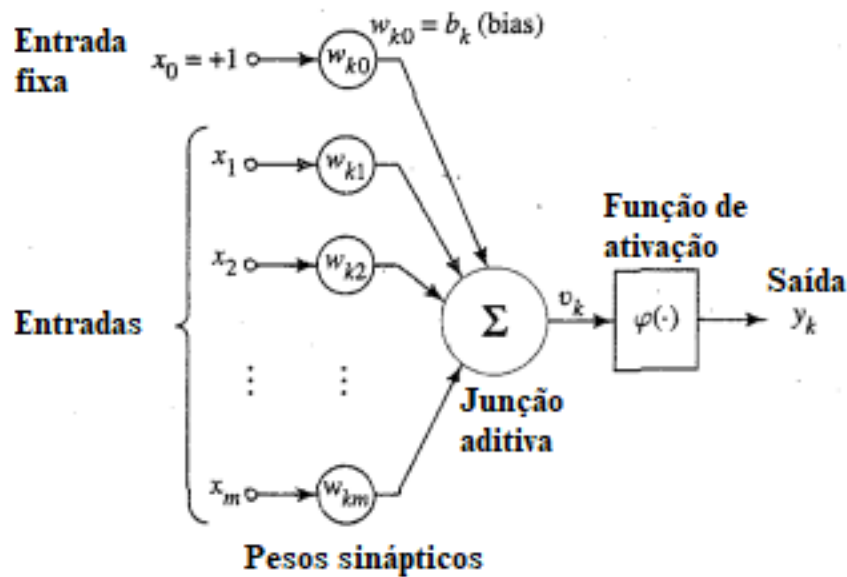 w_k0 = b_k (bias)
Entrada
fixa
x_0 = +1
w_k0
x_1
w_k1
Função de
ativação
x_2
w_k2
Saída
Entradas
Σ
v_k
φ(·)
y_k
⋮
⋮
Junção
aditiva
x_m
w_km
Pesos sinápticos